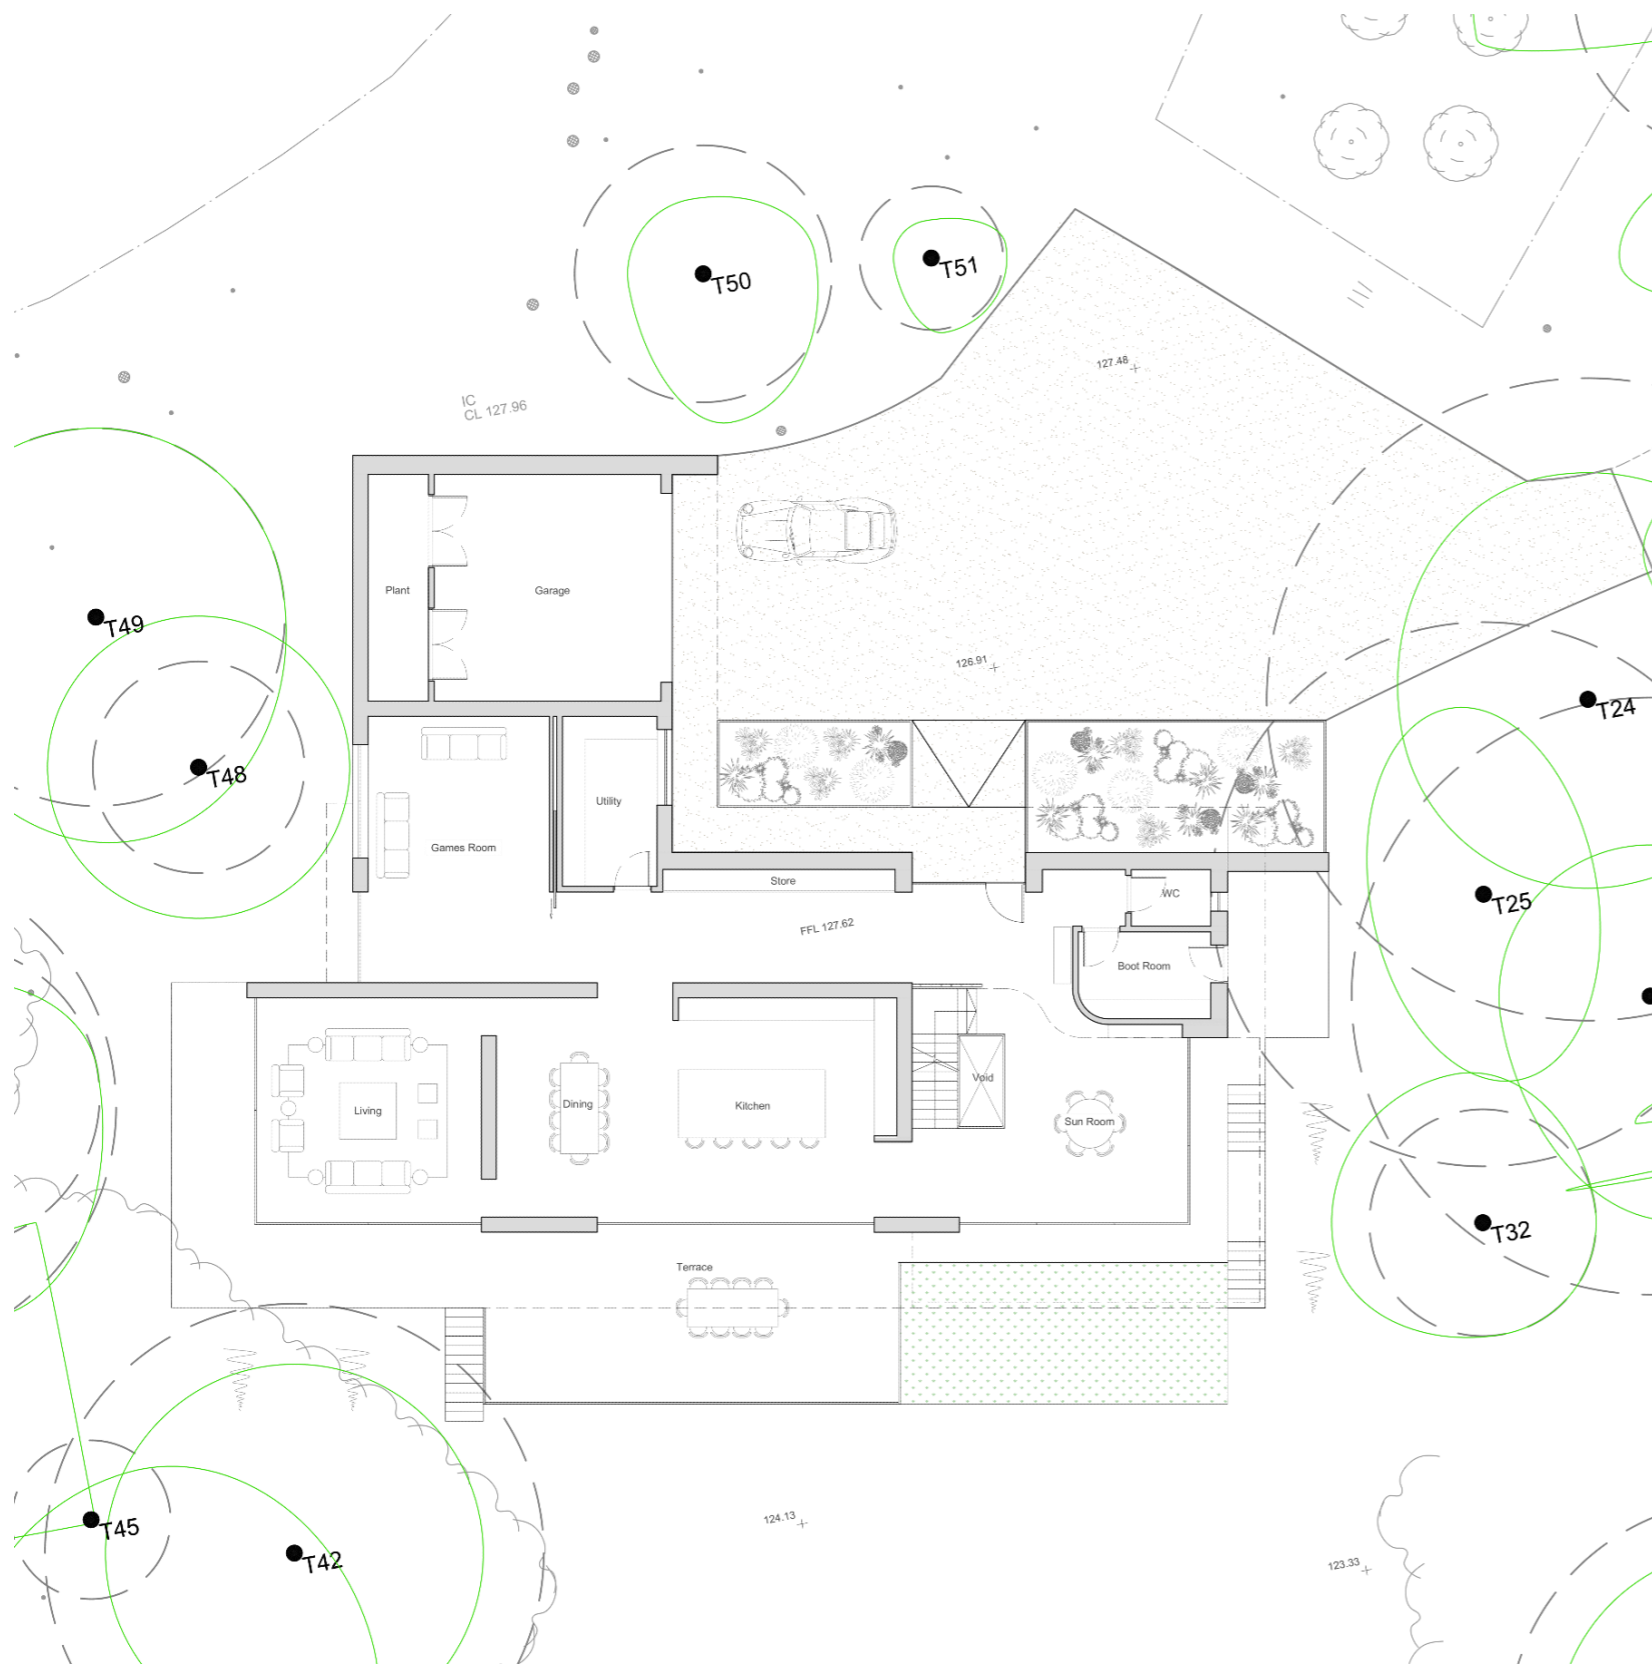 T50
T51
127.48
IC
CL 127.96
Plant
Garage
T49
126.91
T24
T48
Utility
Games Room
Store
WC
T25
FFL 127.62
Boot Room
Void
Living
Dining
Kitchen
Sun Room
T32
Terrace
T45
124.13
T42
123.33